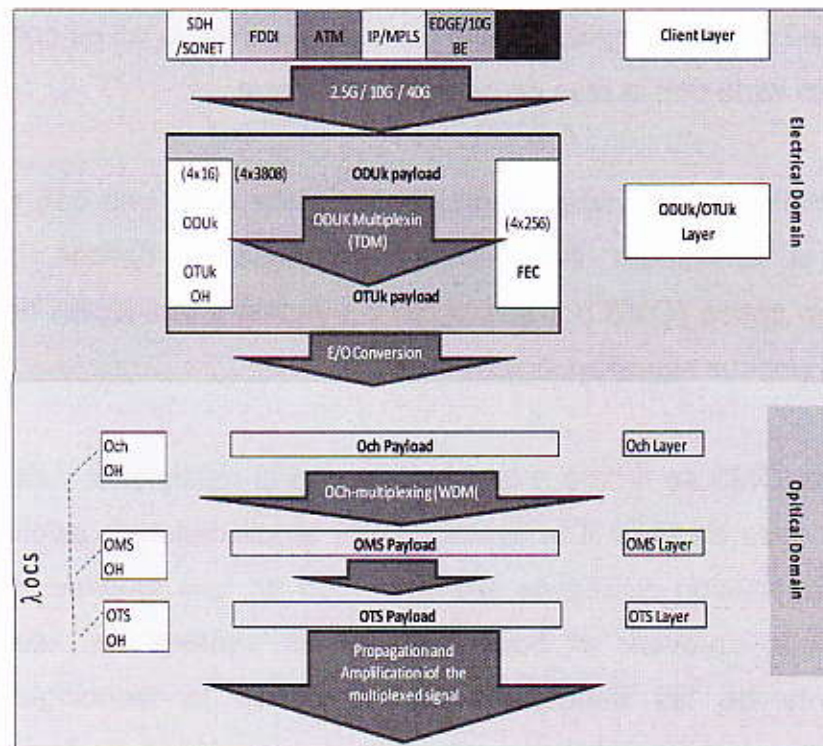 SDH
/SONET
FDDI
ATM
IP/MPLS
EDGE/10G
BE
Client Layer
2.5G / 10G / 40G
Electrical Domain
(4x16)
(4x3808)
ODUk payload
ODUk
ODUK Multiplexin
(TDM)
(4x256)
ODUk/OTUk
Layer
OTUk
OH
OTUk payload
FEC
E/O Conversion
Och
OH
Och Payload
Och Layer
OCh-multiplexing (WDM(
Opitical Domain
λ OCS
OMS
OH
OMS Payload
OMS Layer
OTS
OH
OTS Payload
OTS Layer
Propagation and
Amplification iof the
multiplexed signal